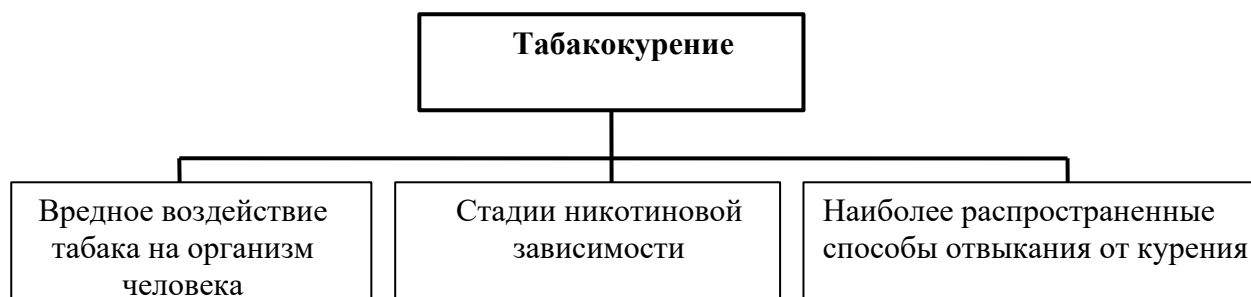 Табакокурение
Вредное воздействие
табака на организм
человека
Стадии никотиновой
зависимости
Наиболее распространенные
способы отвыкания от курения